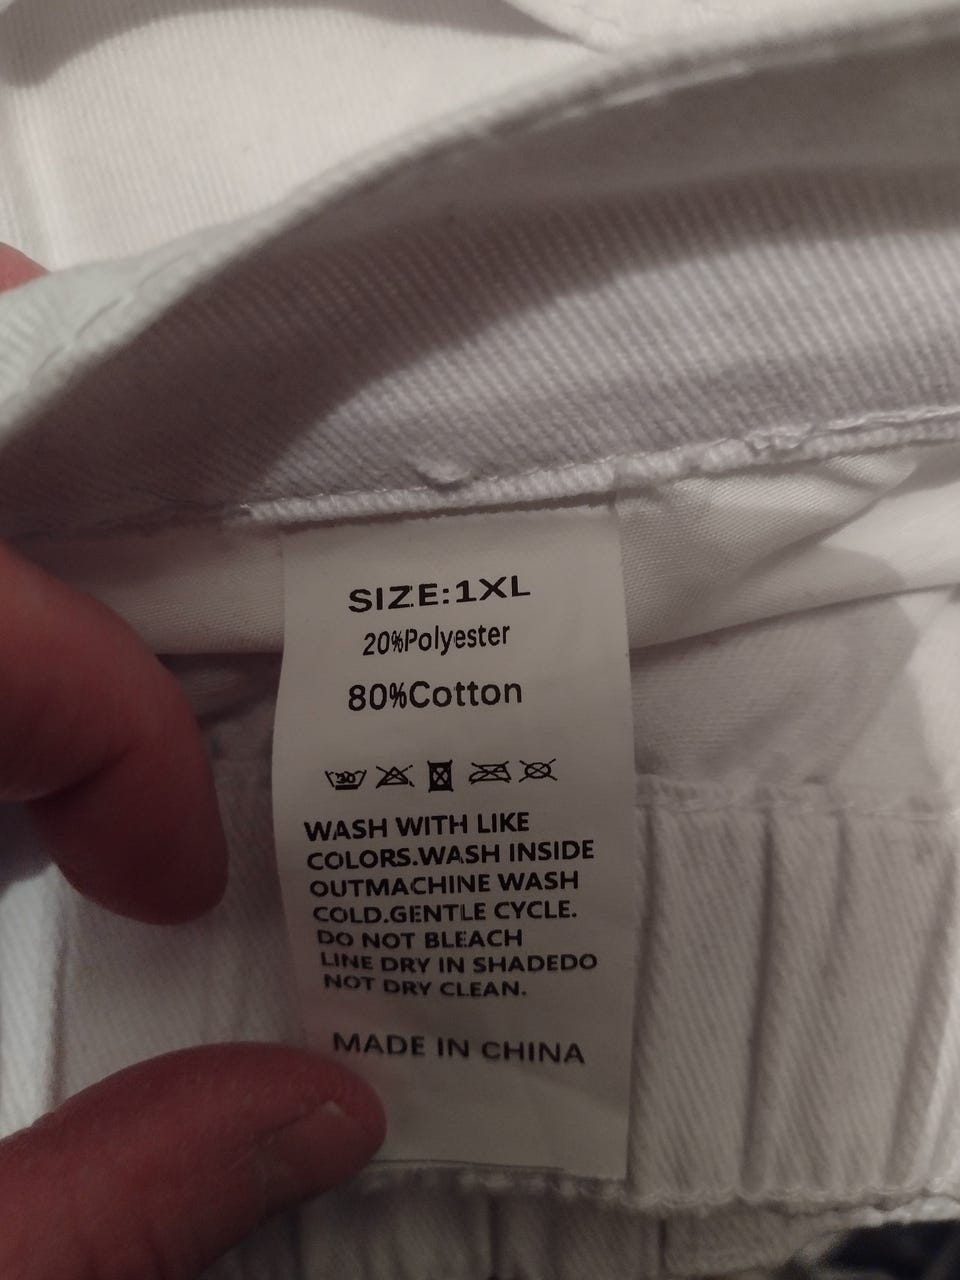 SIZE:1XL
20%Polyester
80%Cotton
30
WASH WITH LIKE
COLORS.WASH INSIDE
OUTMACHINE WASH
COLD.GENTLE CYCLE.
DO NOT BLEACH
LINE DRY IN SHADEDO
NOT DRY CLEAN.
MADE IN CHINA